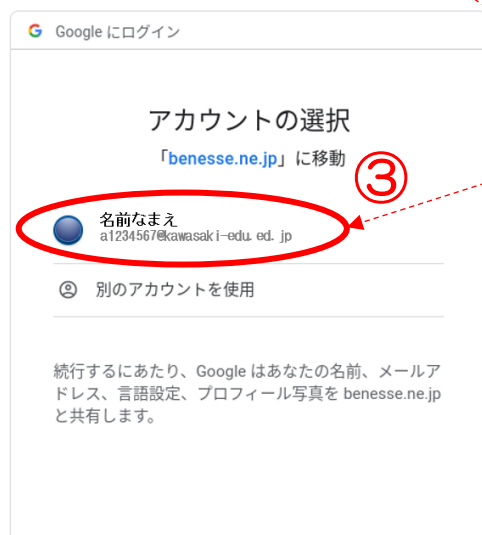 Google にログイン
アカウントの選択
「benesse.ne.jp」に移動
③
名前なまえ
a1234567@kawasaki-edu.ed.jp
別のアカウントを使用
続行するにあたり、Google はあなたの名前、メールア
ドレス、言語設定、プロフィール写真を benesse.ne.jp
と共有します。